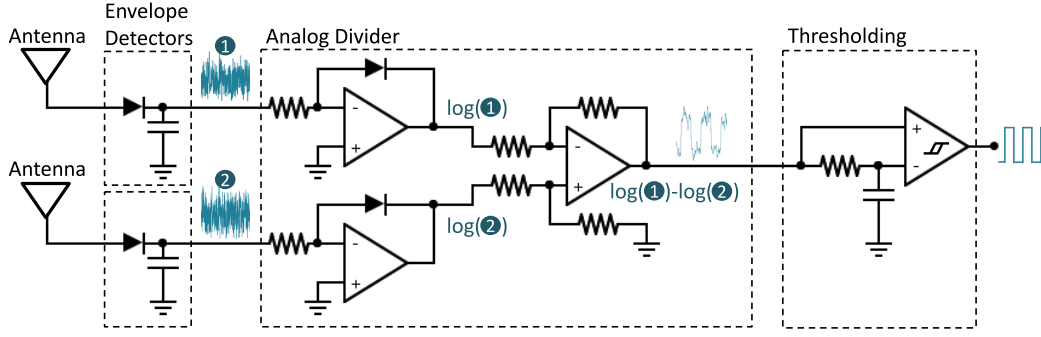 Envelope
Detectors
Antenna
1
Analog Divider
Thresholding
log(1)
-
+
-
+
log(1)-log(2)
+
-
Antenna
2
log(2)
-
+